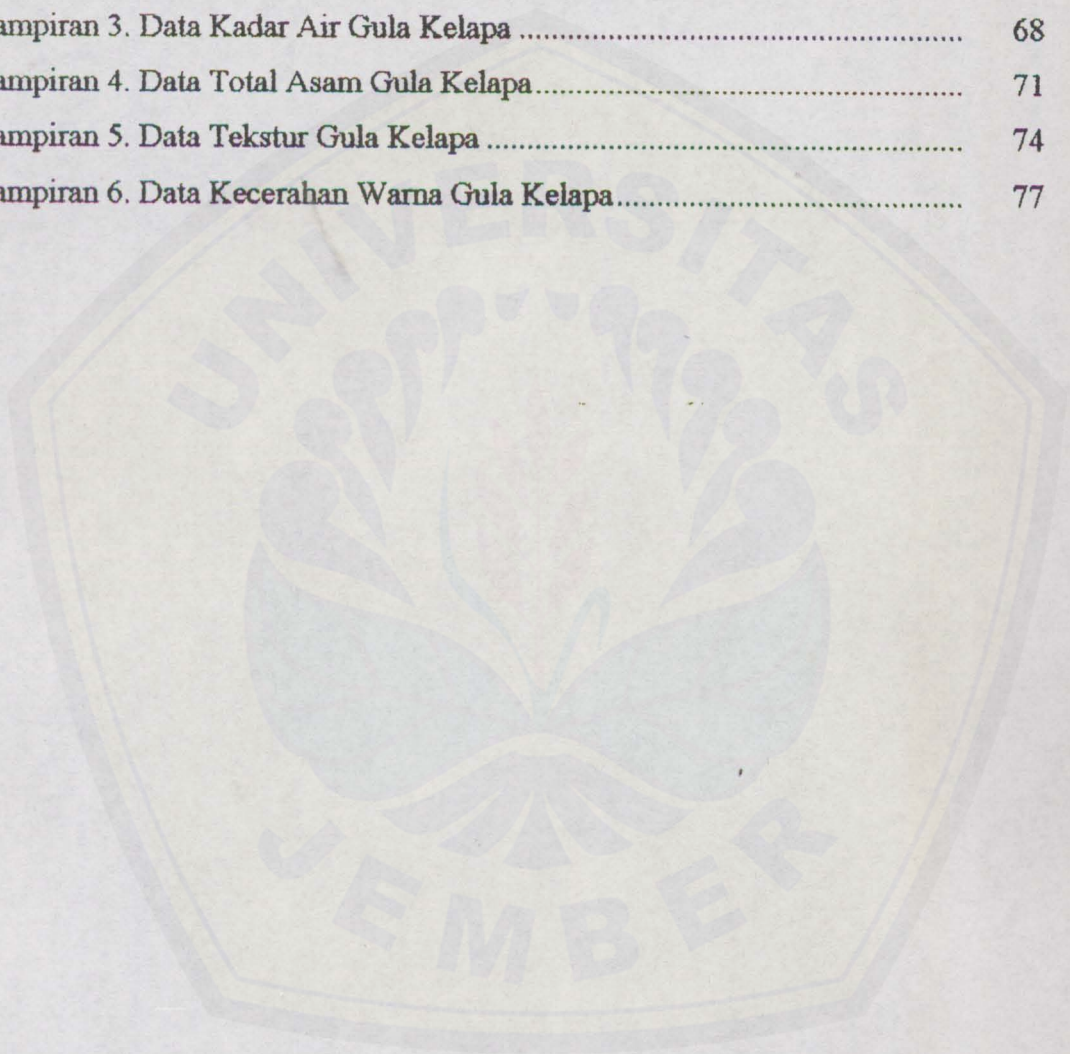 ampiran 3. Data Kadar Air Gula Kelapa ............................................................... 68
ampiran 4. Data Total Asam Gula Kelapa............................................................. 71
ampiran 5. Data Tekstur Gula Kelapa .................................................................... 74
ampiran 6. Data Kecerahan Warna Gula Kelapa................................................. 77
UNIVERSITAS
JEMBER